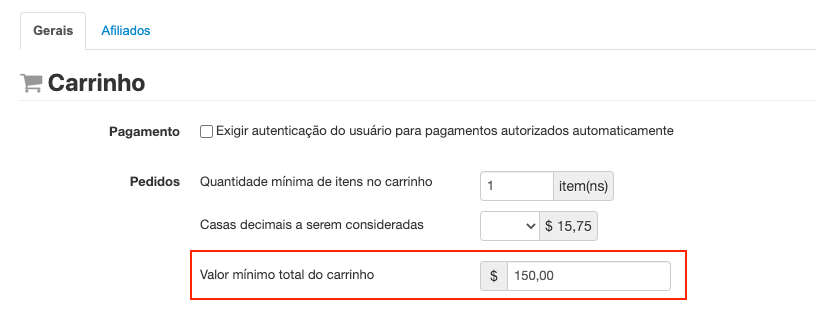 Gerais Afiliados
Carrinho
Pagamento Exigir autenticação do usuário para pagamentos autorizados automaticamente
Pedidos Quantidade mínima de itens no carrinho 1 item(ns)
Casas decimais a serem consideradas $ 15,75
Valor mínimo total do carrinho $ 150,00